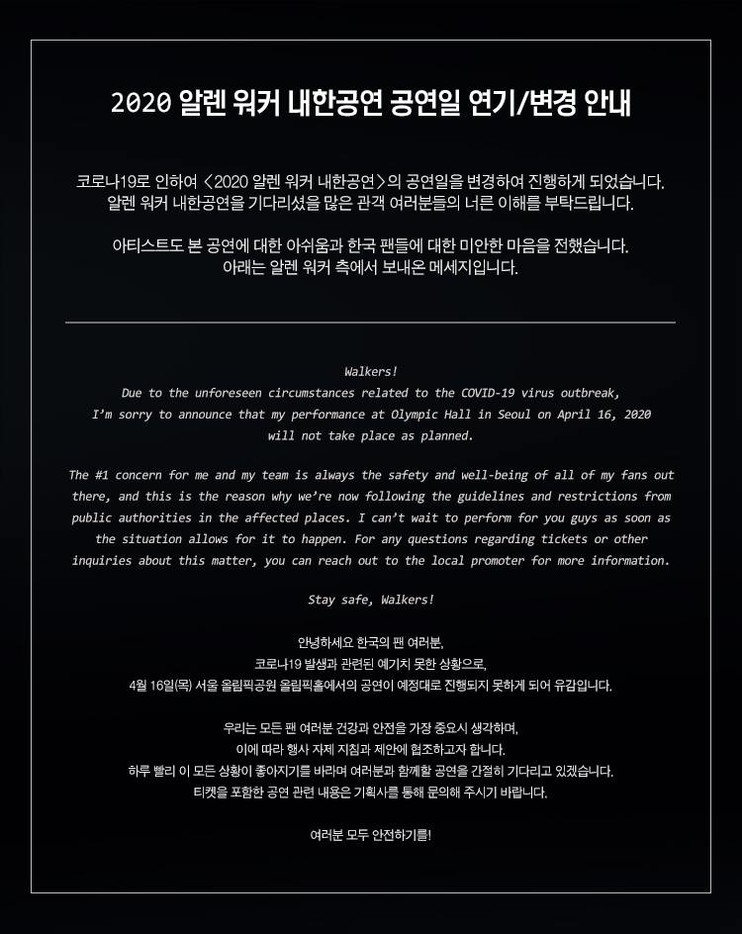 2020 알렌 워커 내한공연 공연일 연기/변경 안내
코로나19로 인하여 <2020 알렌 워커 내한공연>의 공연일을 변경하여 진행하게 되었습니다.
알렌 워커 내한공연을 기다리셨을 많은 관객 여러분들의 너른 이해를 부탁드립니다.
아티스트도 본 공연에 대한 아쉬움과 한국 팬들에 대한 미안한 마음을 전했습니다.
아래는 알렌 워커 측에서 보내온 메세지입니다.
Walkers!
Due to the unforeseen circumstances related to the COVID-19 virus outbreak,
I'm sorry to announce that my performance at Olympic Hall in Seoul on April 16, 2020
will not take place as planned.
The #1 concern for me and my team is always the safety and well-being of all of my fans out
there, and this is the reason why we're now following the guidelines and restrictions from
public authorities in the affected places. I can't wait to perform for you guys as soon as
the situation allows for it to happen. For any questions regarding tickets or other
inquiries about this matter, you can reach out to the local promoter for more information.
Stay safe, Walkers!
안녕하세요 한국의 팬 여러분,
코로나19 발생과 관련된 예기치 못한 상황으로,
4월 16일(목) 서울 올림픽공원 올림픽홀에서의 공연이 예정대로 진행되지 못하게 되어 유감입니다.
우리는 모든 팬 여러분 건강과 안전을 가장 중요시 생각하며,
이에 따라 행사 자제 지침과 제안에 협조하고자 합니다.
하루 빨리 이 모든 상황이 좋아지기를 바라며 여러분과 함께할 공연을 간절히 기다리고 있겠습니다.
티켓을 포함한 공연 관련 내용은 기획사를 통해 문의해 주시기 바랍니다.
여러분 모두 안전하기를!